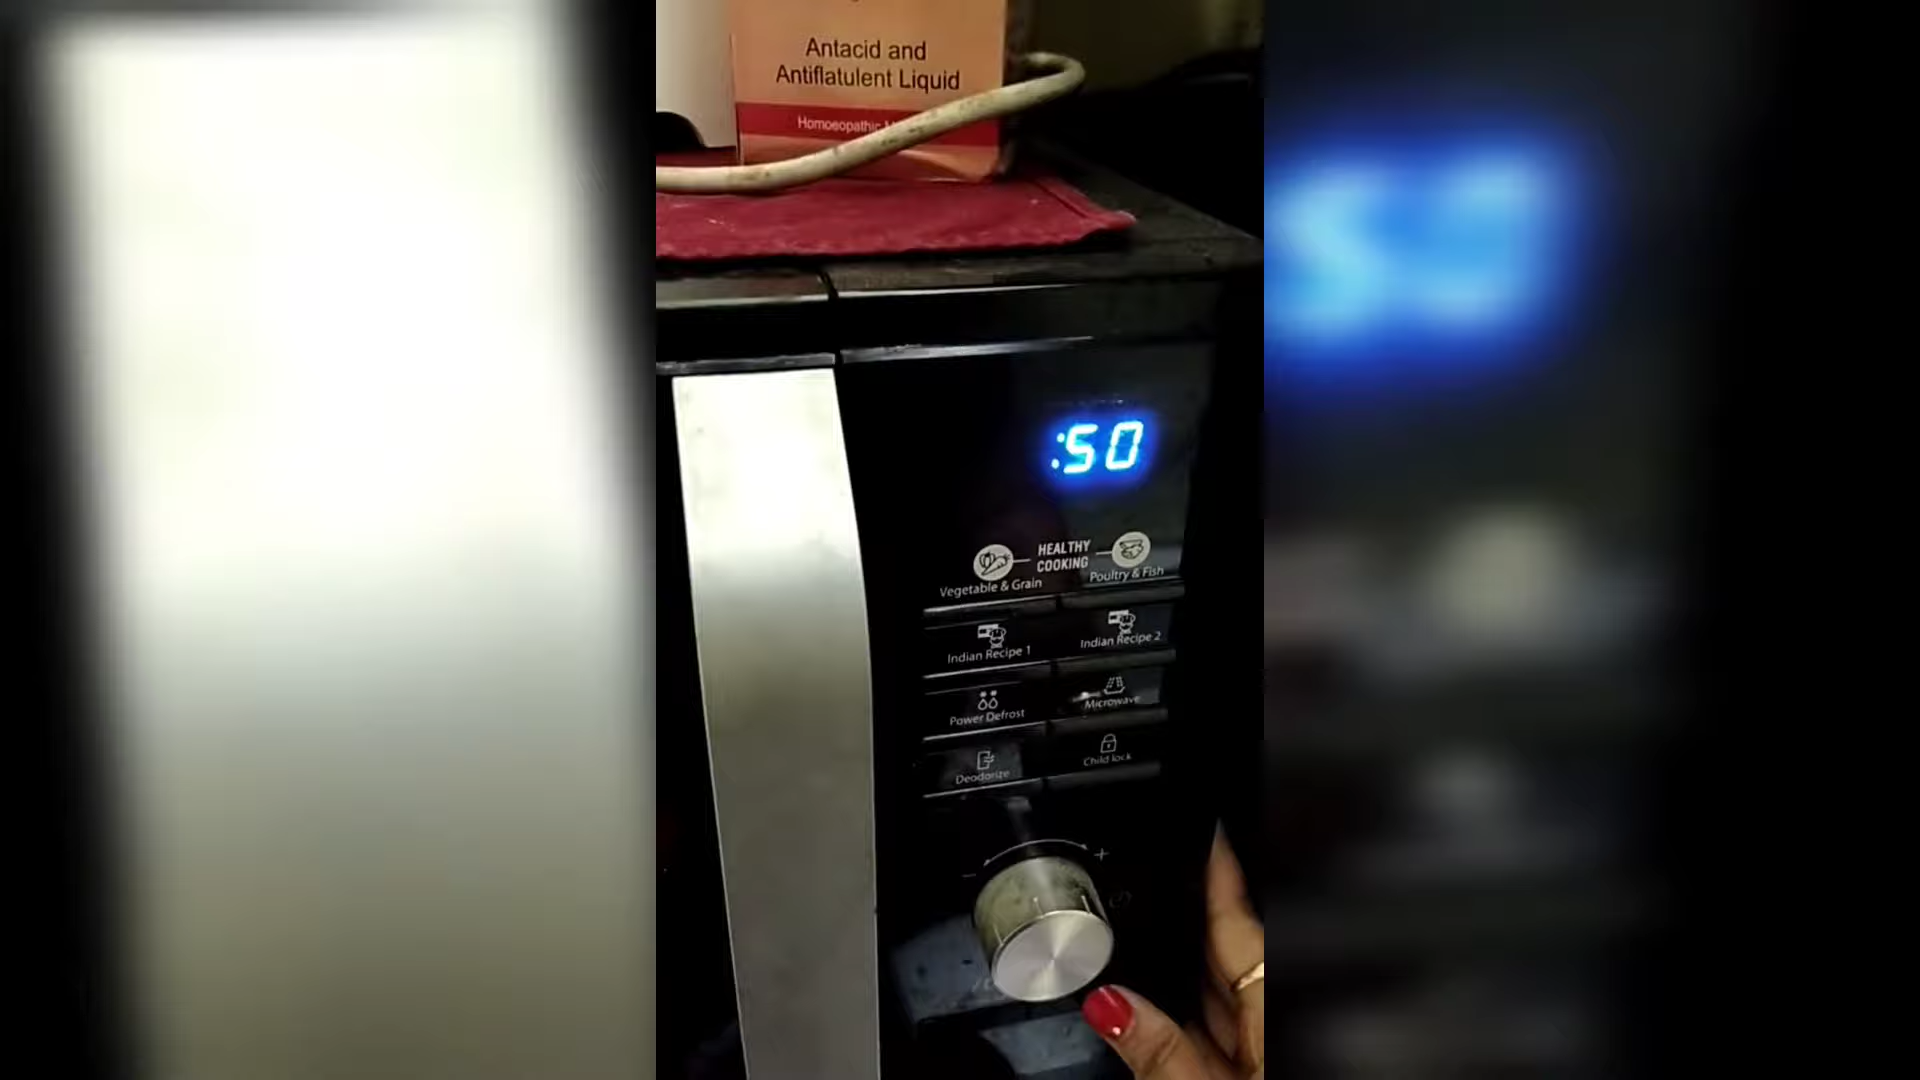 Antacid and
Antiflatulent Liquid
Homoeopathic
:50
HEALTHY
COOKING
Vegetable & Grain
Poultry & Fish
Indian Recipe 1
Indian Recipe 2
Power Defrost
Microwave
Deodorize
Child lock
- +